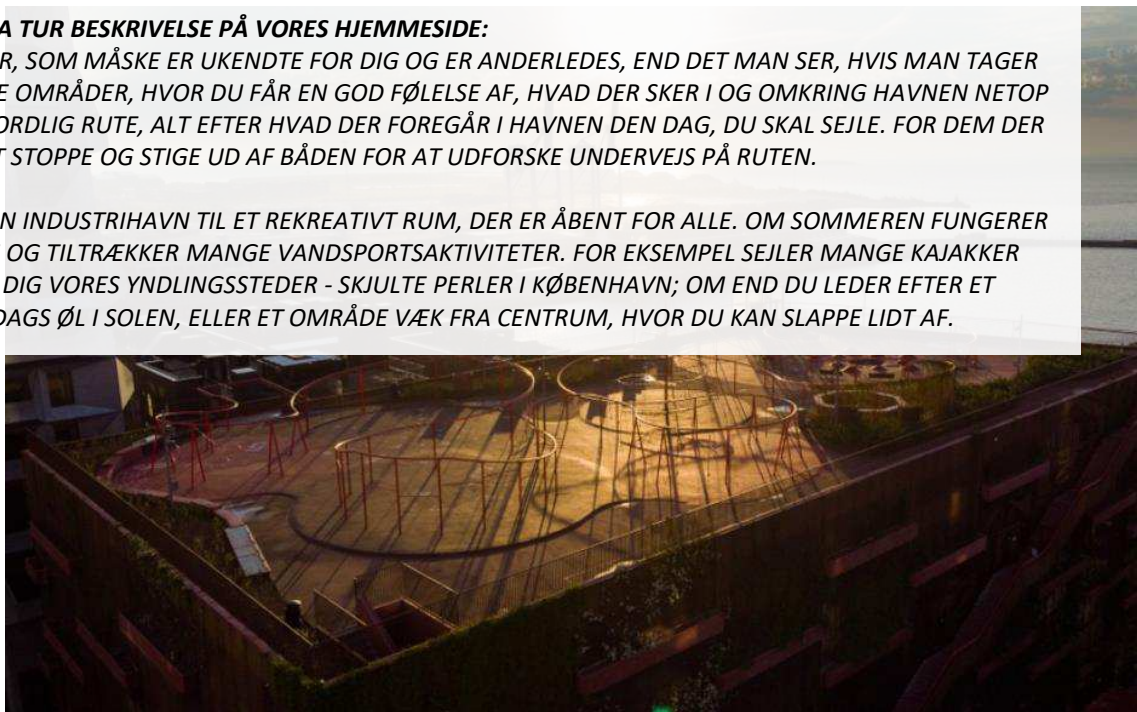 A TUR BESKRIVELSE PÅ VORES HJEMMESIDE:
R, SOM MÅSKE ER UKENDTE FOR DIG OG ER ANDERLEDES, END DET MAN SER, HVIS MAN TAGER
E OMRÅDER, HVOR DU FÅR EN GOD FØLELSE AF, HVAD DER SKER I OG OMKRING HAVNEN NETOP
ORDLIG RUTE, ALT EFTER HVAD DER FOREGÅR I HAVNEN DEN DAG, DU SKAL SEJLE. FOR DEM DER
T STOPPE OG STIGE UD AF BÅDEN FOR AT UDFORSKE UNDERVEJS PÅ RUTEN.
N INDUSTRIHAVN TIL ET REKREATIVT RUM, DER ER ÅBENT FOR ALLE. OM SOMMEREN FUNGERER
OG TILTRÆKKER MANGE VANDSPORTSAKTIVITETER. FOR EKSEMPEL SEJLER MANGE KAJAKKER
DIG VORES YNDLINGSSTEDER - SKJULTE PERLER I KØBENHAVN; OM END DU LEDER EFTER ET
DAGS ØL I SOLEN, ELLER ET OMRÅDE VÆK FRA CENTRUM, HVOR DU KAN SLAPPE LIDT AF.